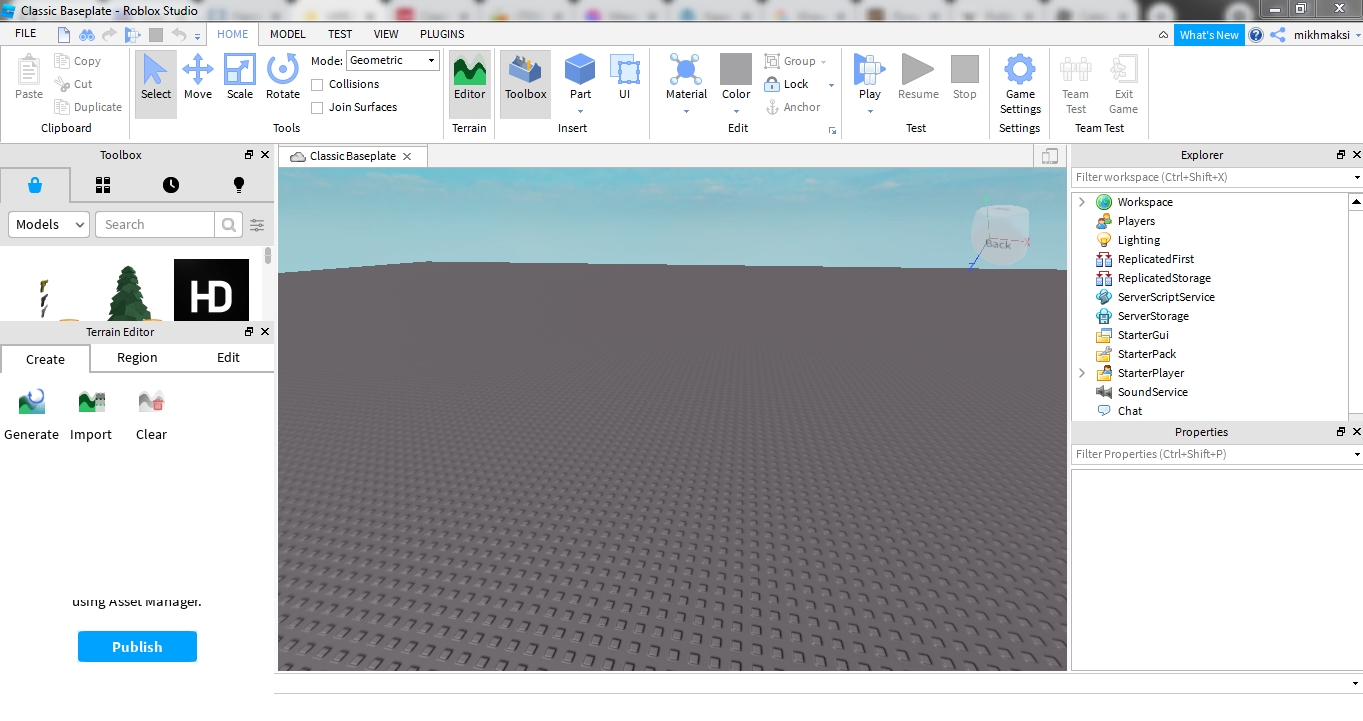 Classic Baseplate - Roblox Studio
FILE HOME MODEL TEST VIEW PLUGINS What's New mikhmaksi
Paste
Copy
Cut
Duplicate
Clipboard
Select Move Scale Rotate
Mode: Geometric
Collisions
Join Surfaces
Tools
Editor
Terrain
Toolbox Part UI
Insert
Material Color
Group
Lock
Anchor
Edit
Play Resume Stop
Test
Game
Settings
Settings
Team
Test
Exit
Game
Team Test
Toolbox
Models Search
HD
Terrain Editor
Create Region Edit
Generate Import Clear
using Asset Manager.
Publish
Classic Baseplate
Back
X
Z
Explorer
Filter workspace (Ctrl+Shift+X)
Workspace
Players
Lighting
ReplicatedFirst
ReplicatedStorage
ServerScriptService
ServerStorage
StarterGui
StarterPack
StarterPlayer
SoundService
Chat
Properties
Filter Properties (Ctrl+Shift+P)